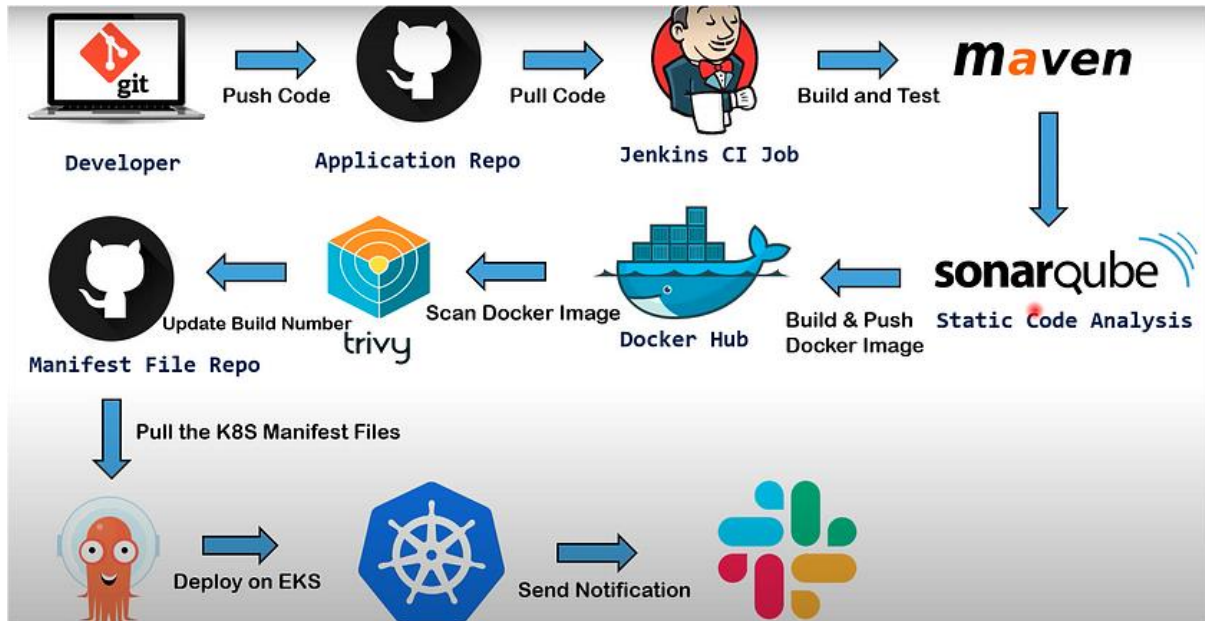 git
Push Code
Pull Code
Build and Test
maven
Developer
Application Repo
Jenkins CI Job
Update Build Number
trivy
Scan Docker Image
Docker Hub
Build & Push
Docker Image
sonarqube
Static Code Analysis
Manifest File Repo
Pull the K8S Manifest Files
Deploy on EKS
Send Notification